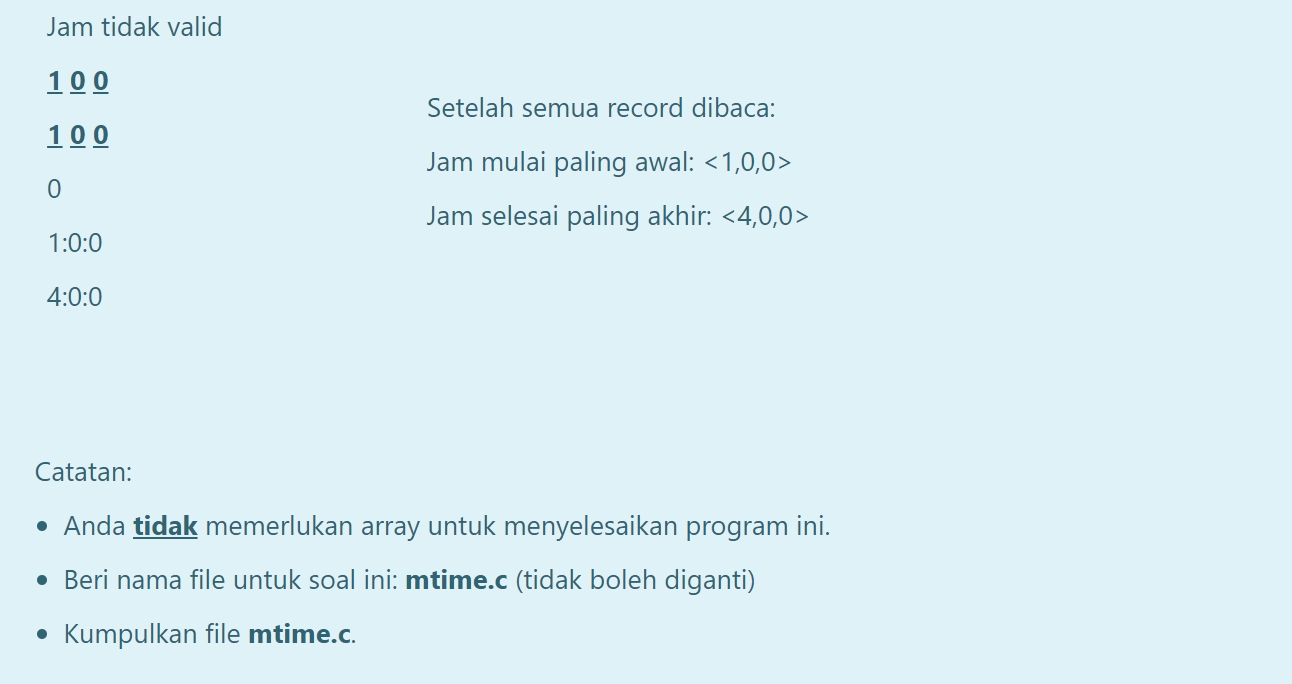 Jam tidak valid
1 0 0
1 0 0
0
1:0:0
4:0:0
Setelah semua record dibaca:
Jam mulai paling awal: <1,0,0>
Jam selesai paling akhir: <4,0,0>
Catatan:
• Anda tidak memerlukan array untuk menyelesaikan program ini.
• Beri nama file untuk soal ini: mtime.c (tidak boleh diganti)
• Kumpulkan file mtime.c.